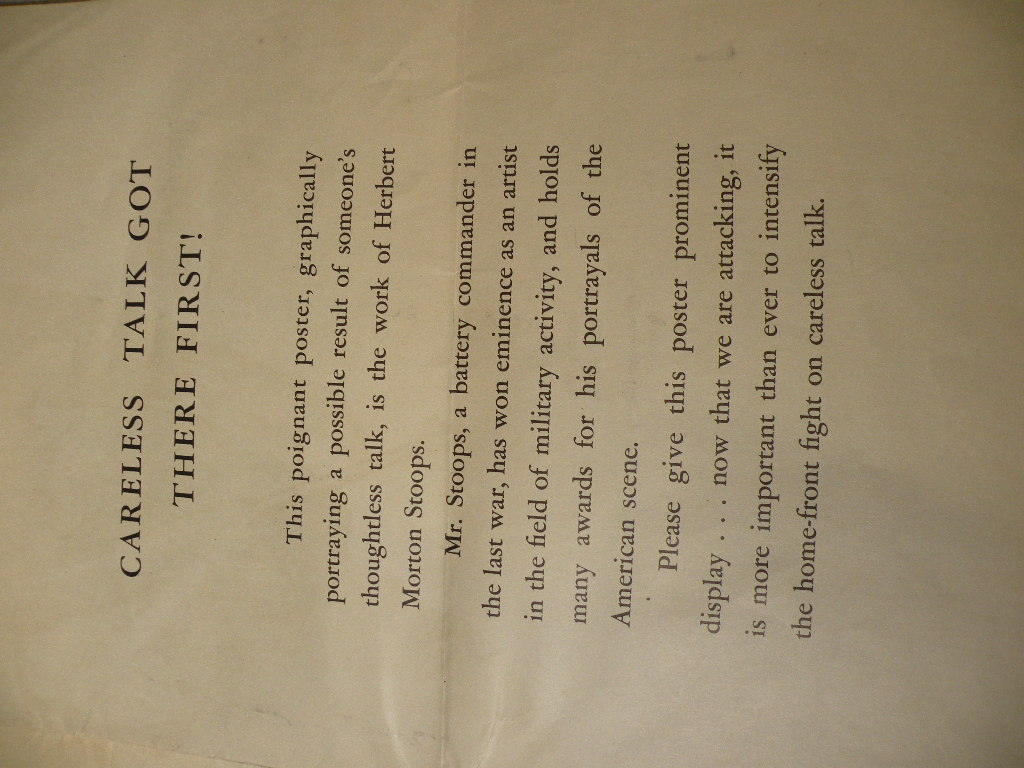 CARELESS TALK GOT
THERE FIRST!
This poignant poster, graphically
portraying a possible result of someone's
thoughtless talk, is the work of Herbert
Morton Stoops.
Mr. Stoops, a battery commander in
the last war, has won eminence as an artist
in the field of military activity, and holds
many awards for his portrayals of the
American scene.
Please give this poster prominent
display . . . now that we are attacking, it
is more important than ever to intensify
the home-front fight on careless talk.